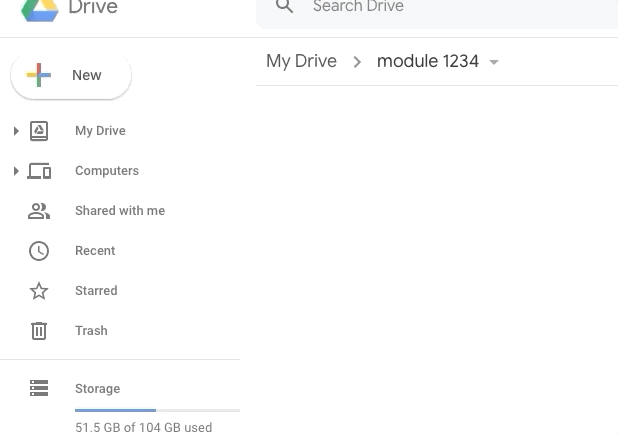 Drive
Search Drive
My Drive > module 1234
New
My Drive
Computers
Shared with me
Recent
Starred
Trash
Storage
51.5 GB of 104 GB used